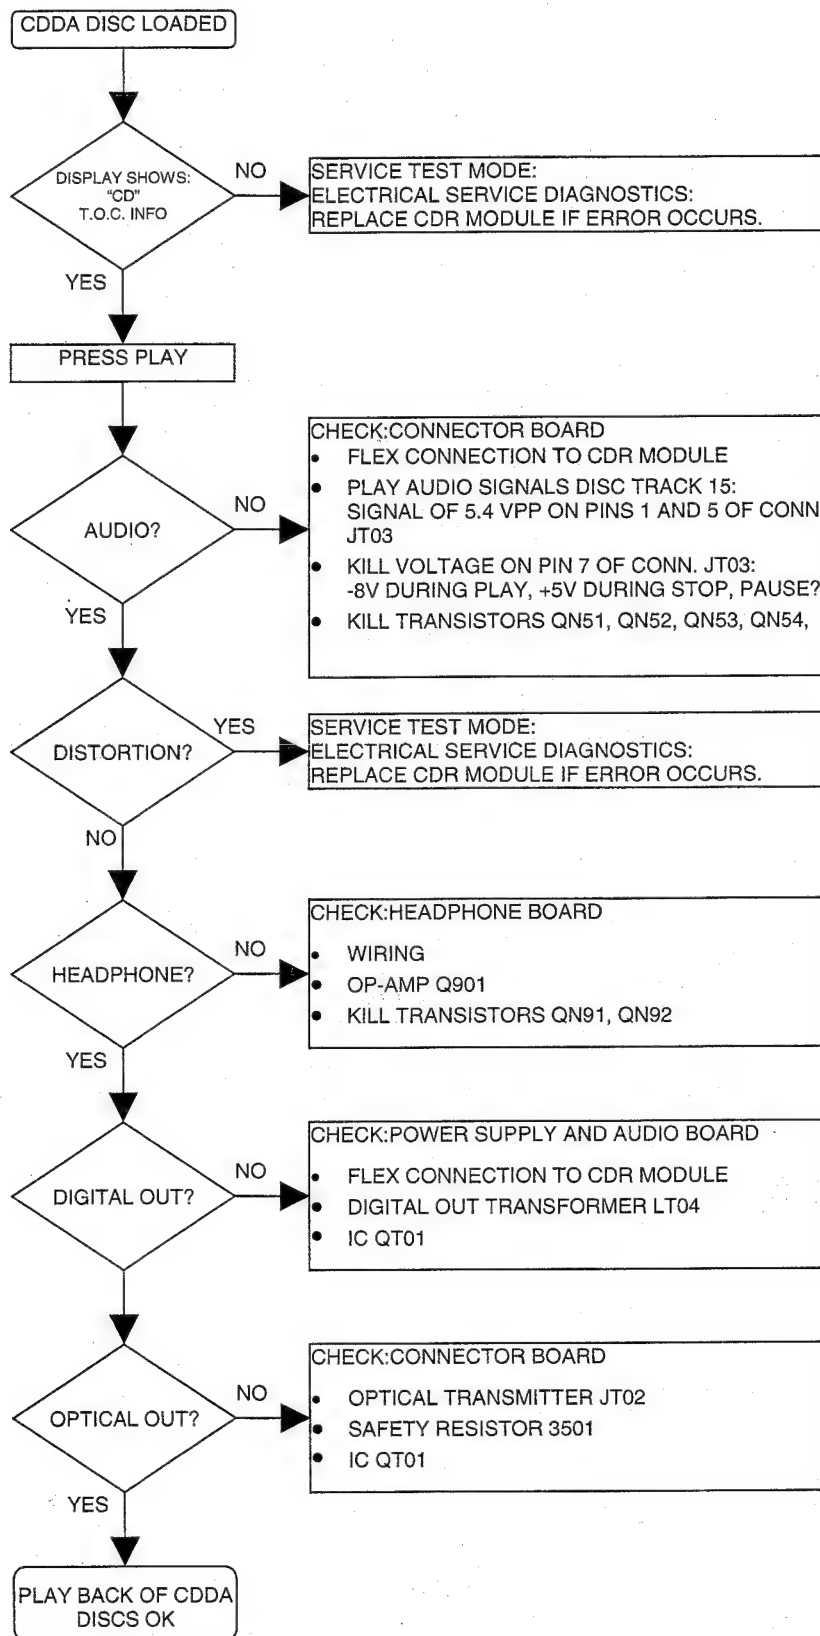 CDDA DISC LOADED
DISPLAY SHOWS:
"CD"
T.O.C. INFO
NO
SERVICE TEST MODE:
ELECTRICAL SERVICE DIAGNOSTICS:
REPLACE CDR MODULE IF ERROR OCCURS.
YES
PRESS PLAY
AUDIO?
NO
CHECK:CONNECTOR BOARD
• FLEX CONNECTION TO CDR MODULE
• PLAY AUDIO SIGNALS DISC TRACK 15:
SIGNAL OF 5.4 VPP ON PINS 1 AND 5 OF CONN
JT03
• KILL VOLTAGE ON PIN 7 OF CONN. JT03:
-8V DURING PLAY, +5V DURING STOP, PAUSE?
• KILL TRANSISTORS QN51, QN52, QN53, QN54,
YES
DISTORTION?
YES
SERVICE TEST MODE:
ELECTRICAL SERVICE DIAGNOSTICS:
REPLACE CDR MODULE IF ERROR OCCURS.
NO
HEADPHONE?
NO
CHECK:HEADPHONE BOARD
• WIRING
• OP-AMP Q901
• KILL TRANSISTORS QN91, QN92
YES
DIGITAL OUT?
NO
CHECK:POWER SUPPLY AND AUDIO BOARD
• FLEX CONNECTION TO CDR MODULE
• DIGITAL OUT TRANSFORMER LT04
• IC QT01
OPTICAL OUT?
NO
CHECK:CONNECTOR BOARD
• OPTICAL TRANSMITTER JT02
• SAFETY RESISTOR 3501
• IC QT01
YES
PLAY BACK OF CDDA
DISCS OK